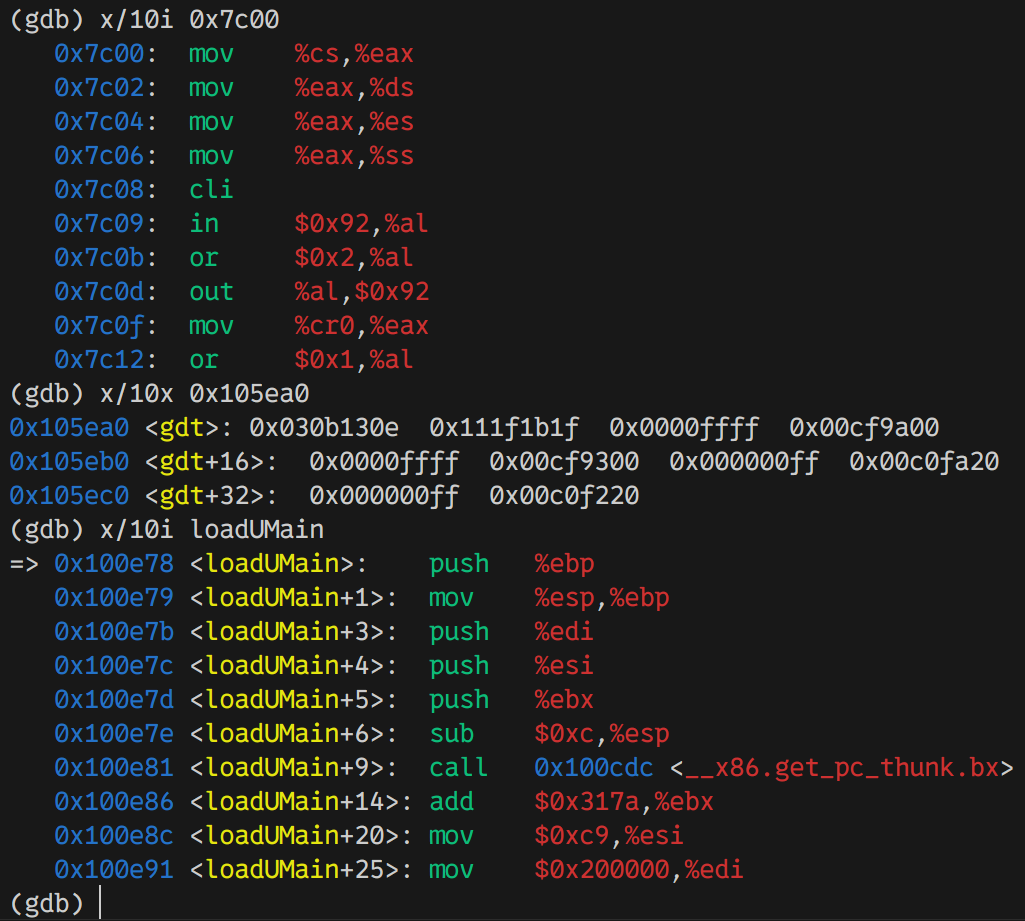 (gdb) x/10i 0x7c00
   0x7c00:  mov    %cs,%eax
   0x7c02:  mov    %eax,%ds
   0x7c04:  mov    %eax,%es
   0x7c06:  mov    %eax,%ss
   0x7c08:  cli
   0x7c09:  in     $0x92,%al
   0x7c0b:  or     $0x2,%al
   0x7c0d:  out    %al,$0x92
   0x7c0f:  mov    %cr0,%eax
   0x7c12:  or     $0x1,%al
(gdb) x/10x 0x105ea0
0x105ea0 <gdt>: 0x030b130e  0x111f1b1f  0x0000ffff  0x00cf9a00
0x105eb0 <gdt+16>:  0x0000ffff  0x00cf9300  0x000000ff  0x00c0fa20
0x105ec0 <gdt+32>:  0x000000ff  0x00c0f220
(gdb) x/10i loadUMain
=> 0x100e78 <loadUMain>:    push   %ebp
   0x100e79 <loadUMain+1>:  mov    %esp,%ebp
   0x100e7b <loadUMain+3>:  push   %edi
   0x100e7c <loadUMain+4>:  push   %esi
   0x100e7d <loadUMain+5>:  push   %ebx
   0x100e7e <loadUMain+6>:  sub    $0xc,%esp
   0x100e81 <loadUMain+9>:  call   0x100cdc <__x86.get_pc_thunk.bx>
   0x100e86 <loadUMain+14>: add    $0x317a,%ebx
   0x100e8c <loadUMain+20>: mov    $0xc9,%esi
   0x100e91 <loadUMain+25>: mov    $0x200000,%edi
(gdb)